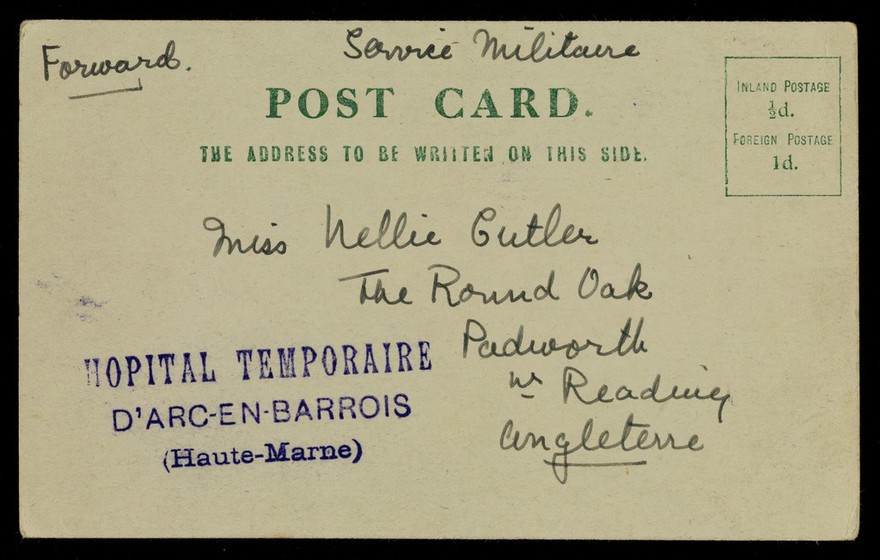 Forward.
Service Militaire
POST CARD.
THE ADDRESS TO BE WRITTEN ON THIS SIDE.
INLAND POSTAGE
½d.
FOREIGN POSTAGE
1d.
Miss Nellie Cutler
The Round Oak
Padworth
nr Reading
Angleterre
HOPITAL TEMPORAIRE
D'ARC-EN-BARROIS
(Haute-Marne)